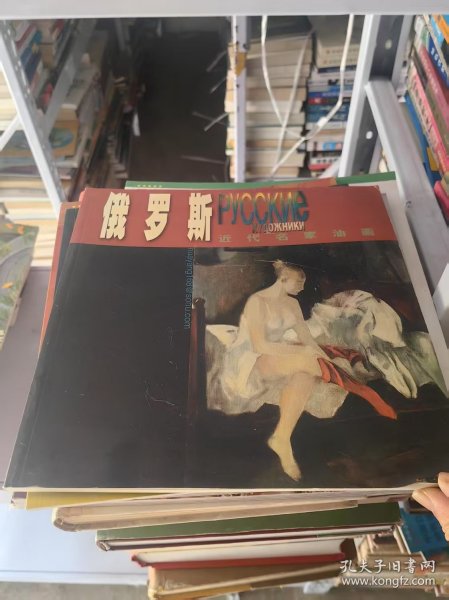 俄罗斯
РУССКИЕ
ХУДОЖНИКИ
近代名家油画
孔夫子旧书网
www.kongfz.com